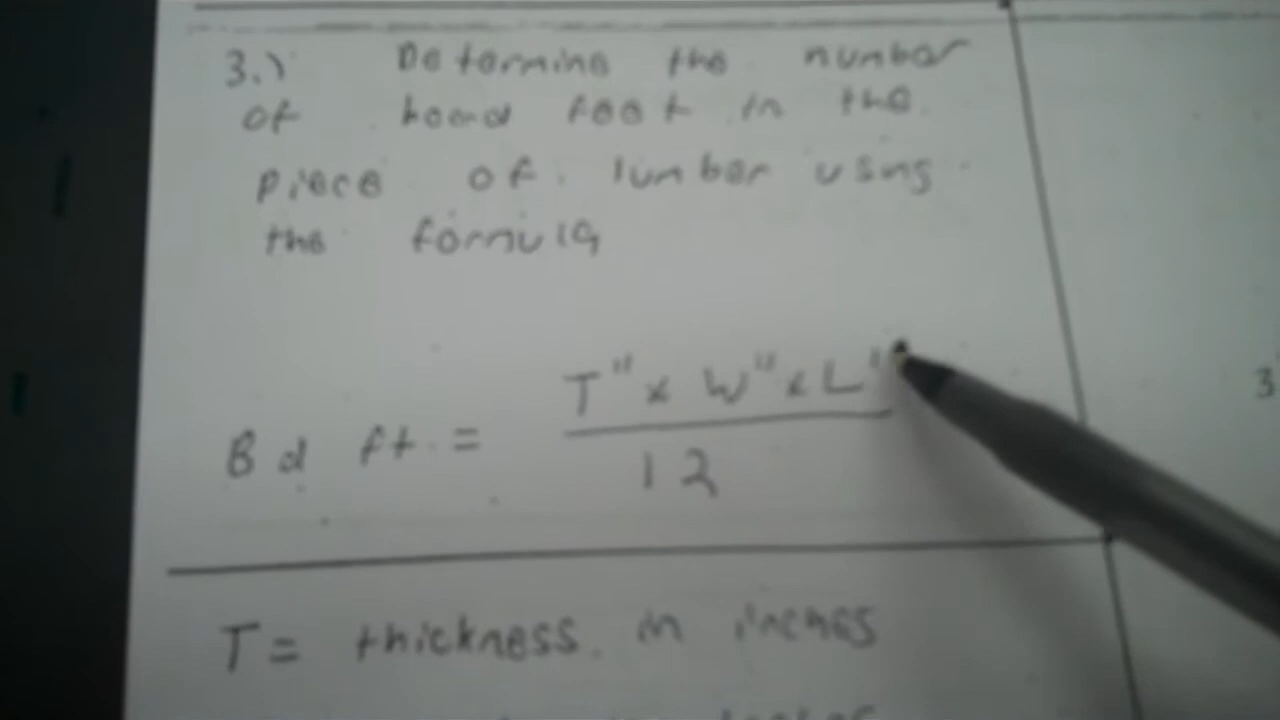 3.) Determine the number
of board feet in the
piece of lumber using
the formula
Bd ft. = T" x W" x L'
12
T = thickness in inches
3